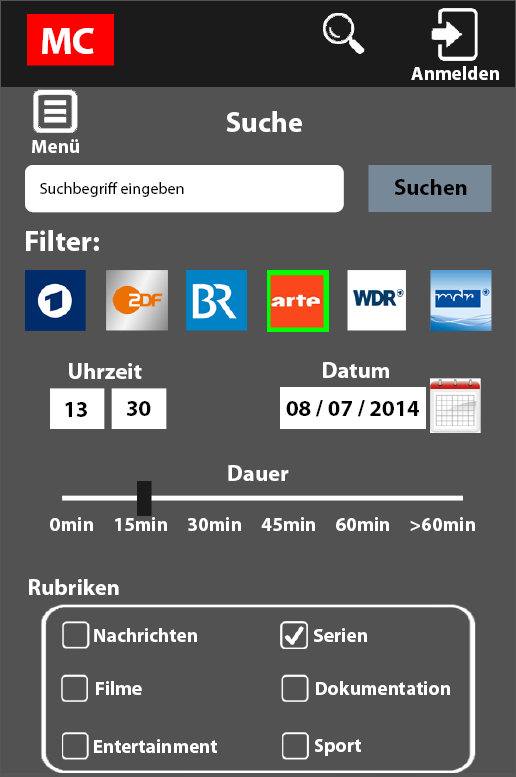 MC
Anmelden
Menü
Suche
Suchbegriff eingeben
Suchen
Filter:
1
ZDF
BR
arte
WDR
mdr
Uhrzeit
Datum
13 30
08 / 07 / 2014
Dauer
0min 15min 30min 45min 60min >60min
Rubriken
Nachrichten
Serien
Filme
Dokumentation
Entertainment
Sport